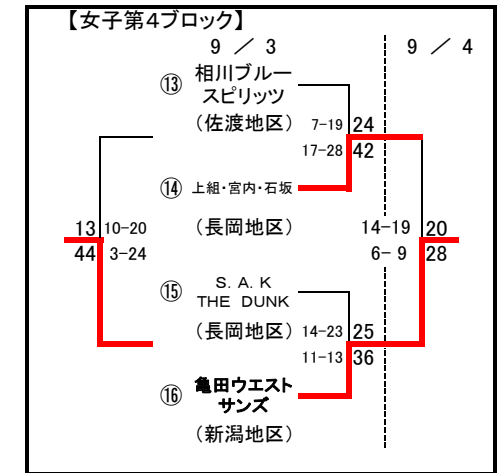 【女子第4ブロック】
9 ／ 3
9 ／ 4
⑬ 相川ブルー
スピリッツ
（佐渡地区）
7-19 24
17-28 42
⑭ 上組・宮内・石坂
（長岡地区）
13 10-20
44 3-24
14-19 20
6- 9 28
⑮ S. A. K
THE DUNK
（長岡地区）
14-23 25
11-13 36
⑯ 亀田ウエスト
サンズ
（新潟地区）